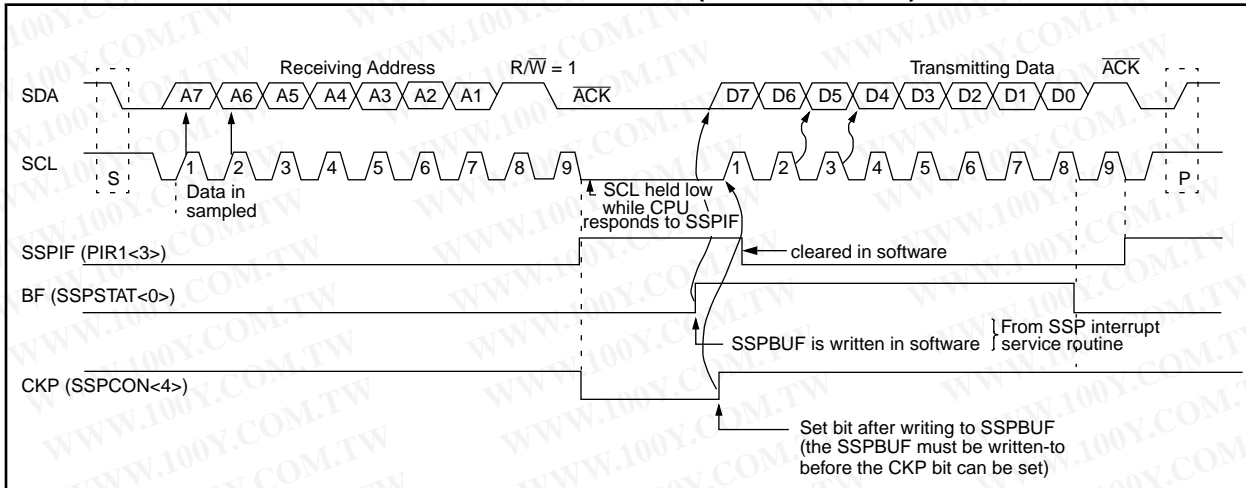 Receiving Address R/W̅ = 1 Transmitting Data A̅C̅K̅
SDA A7 A6 A5 A4 A3 A2 A1 A̅C̅K̅ D7 D6 D5 D4 D3 D2 D1 D0
SCL S 1 2 3 4 5 6 7 8 9 1 2 3 4 5 6 7 8 9 P
Data in
sampled
SCL held low
while CPU
responds to SSPIF
SSPIF (PIR1<3>)
cleared in software
BF (SSPSTAT<0>)
SSPBUF is written in software
From SSP interrupt
service routine
CKP (SSPCON<4>)
Set bit after writing to SSPBUF
(the SSPBUF must be written-to
before the CKP bit can be set)
WWW.100Y.COM.TW